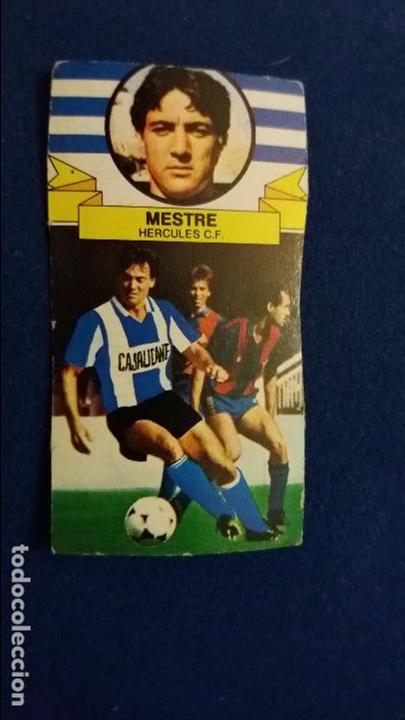 MESTRE
HERCULES C.F.
CAJALICANTE
todocoleccion